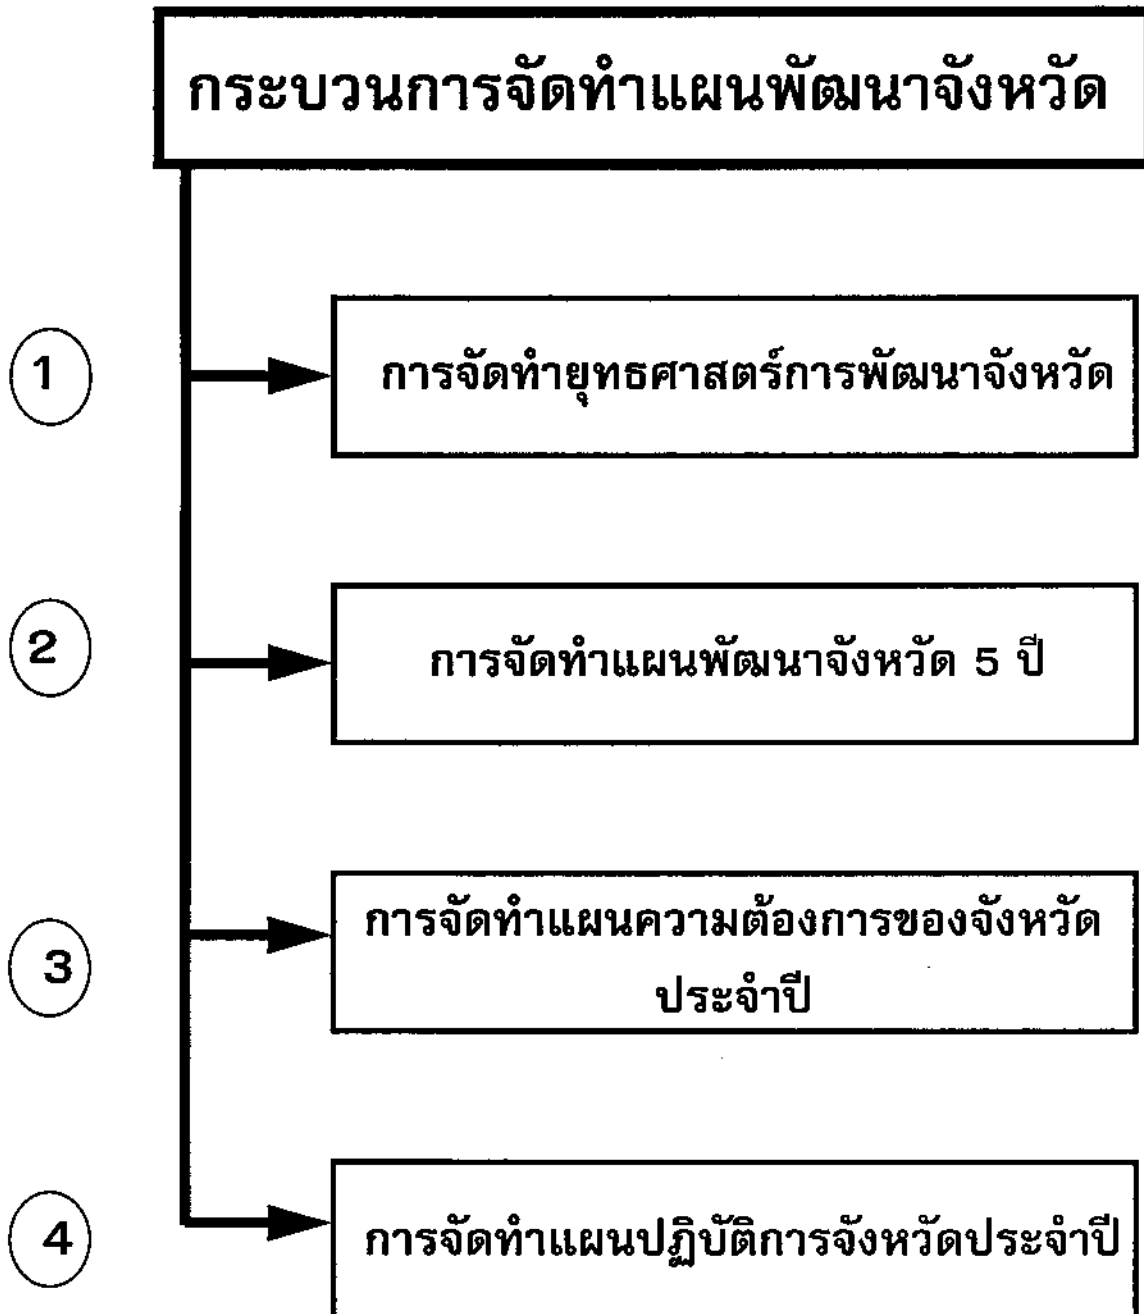 กระบวนการจัดทำแผนพัฒนาจังหวัด
1
การจัดทำยุทธศาสตร์การพัฒนาจังหวัด
2
การจัดทำแผนพัฒนาจังหวัด 5 ปี
3
การจัดทำแผนความต้องการของจังหวัด
ประจำปี
4
การจัดทำแผนปฏิบัติการจังหวัดประจำปี